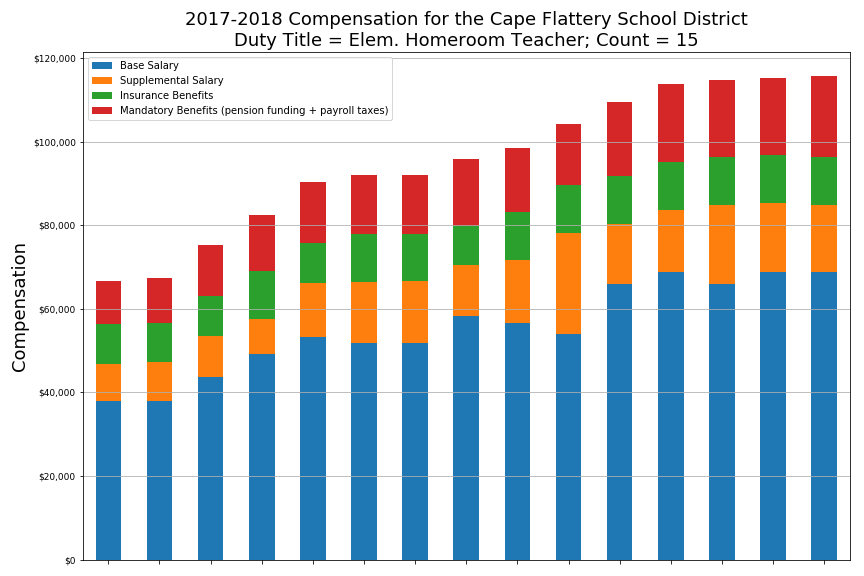 2017-2018 Compensation for the Cape Flattery School District
Duty Title = Elem. Homeroom Teacher; Count = 15
Base Salary
Supplemental Salary
Insurance Benefits
Mandatory Benefits (pension funding + payroll taxes)
Compensation
$120,000
$100,000
$80,000
$60,000
$40,000
$20,000
$0